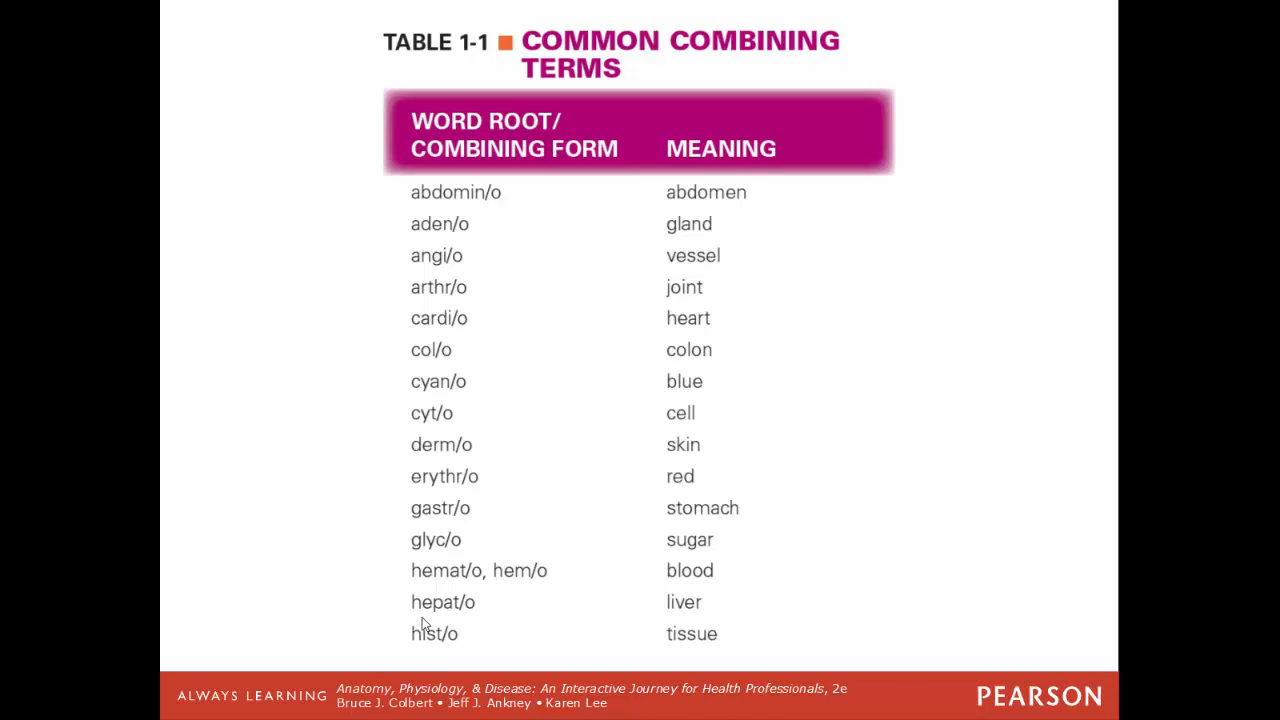 TABLE 1-1 ■ COMMON COMBINING
TERMS
WORD ROOT/
COMBINING FORM MEANING
abdomin/o abdomen
aden/o gland
angi/o vessel
arthr/o joint
cardi/o heart
col/o colon
cyan/o blue
cyt/o cell
derm/o skin
erythr/o red
gastr/o stomach
glyc/o sugar
hemat/o, hem/o blood
hepat/o liver
hist/o tissue
ALWAYS LEARNING
Anatomy, Physiology, & Disease: An Interactive Journey for Health Professionals, 2e
Bruce J. Colbert • Jeff J. Ankney • Karen Lee
PEARSON